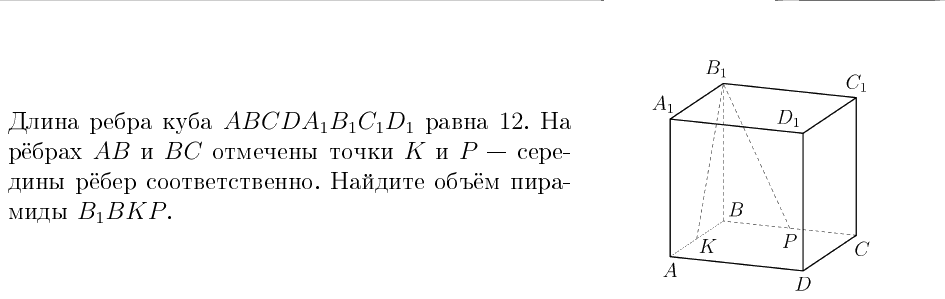 Длина ребра куба ABCDA₁B₁C₁D₁ равна 12. На
рёбрах AB и BC отмечены точки K и P — сере-
дины рёбер соответственно. Найдите объём пира-
миды B₁BKP.
B₁
C₁
A₁
D₁
B
K
P
C
A
D